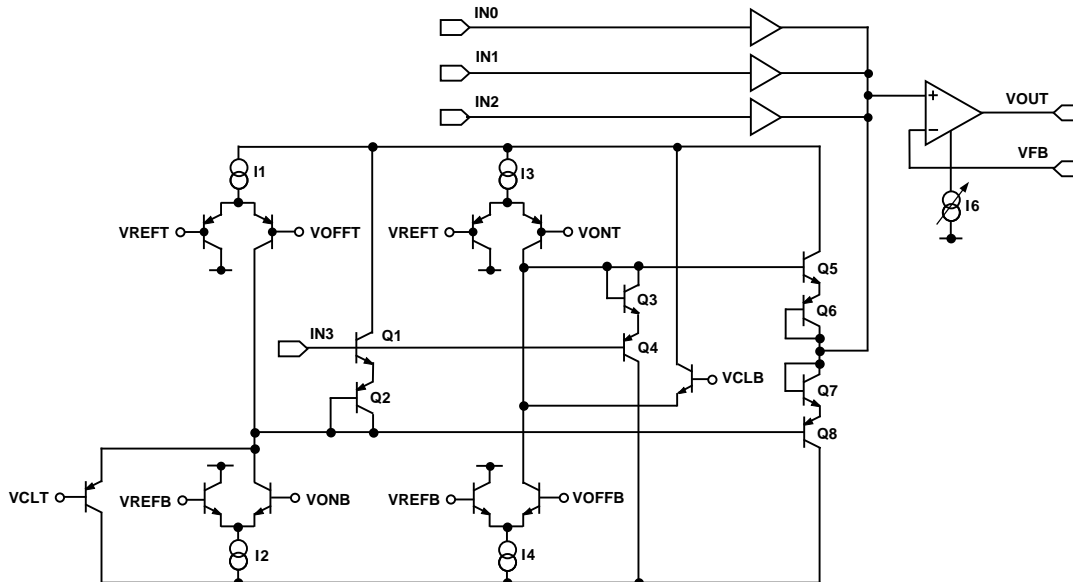 IN0
IN1
IN2
VOUT
VFB
I1
I3
I6
VREFT
VOFFT
VREFT
VONT
Q5
Q3
Q6
IN3
Q1
Q4
VCLB
Q2
Q7
Q8
VCLT
VREFB
VONB
VREFB
VOFFB
I2
I4